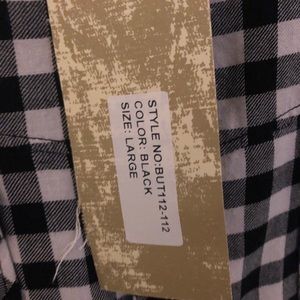 STYLE NO:BUT112-112
COLOR: BLACK
SIZE: LARGE